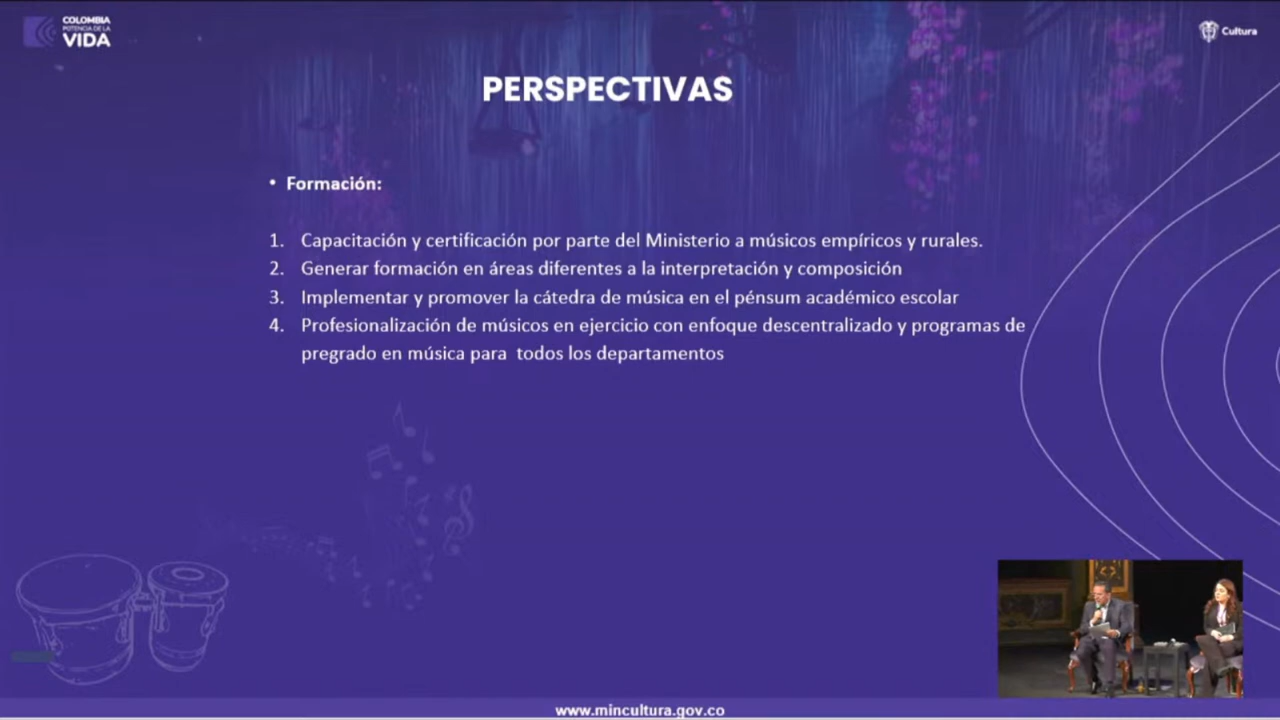 COLOMBIA
POTENCIA DE LA
VIDA
Cultura
PERSPECTIVAS
• Formación:
1. Capacitación y certificación por parte del Ministerio a músicos empíricos y rurales.
2. Generar formación en áreas diferentes a la interpretación y composición
3. Implementar y promover la cátedra de música en el pénsum académico escolar
4. Profesionalización de músicos en ejercicio con enfoque descentralizado y programas de
pregrado en música para todos los departamentos
www.mincultura.gov.co